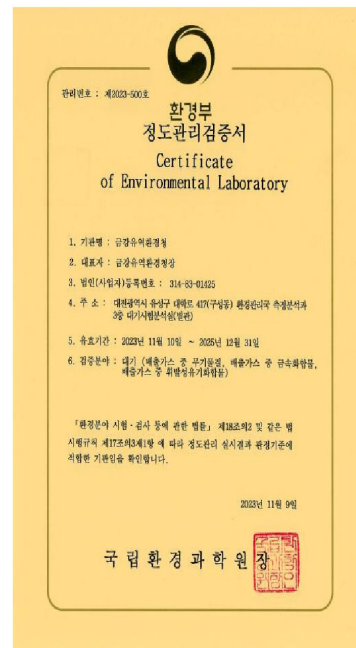 관리번호 : 제2023-500호
환경부
정도관리검증서
Certificate
of Environmental Laboratory
1. 기관명 : 금강유역환경청
2. 대표자 : 금강유역환경청장
3. 법인(사업자)등록번호 : 314-83-01425
4. 주 소 : 대전광역시 유성구 대학로 417(구성동) 환경관리국 측정분석과
3층 대기시험분석실(별관)
5. 유효기간 : 2023년 11월 10일 ~ 2025년 12월 31일
6. 검증분야 : 대기 (배출가스 중 무기물질, 배출가스 중 금속화합물,
배출가스 중 휘발성유기화합물)
「환경분야 시험·검사 등에 관한 법률」 제18조의2 및 같은 법
시행규칙 제17조의3제1항 에 따라 정도관리 실시결과 판정기준에
적합한 기관임을 확인합니다.
2023년 11월 9일
국립환경과학원장